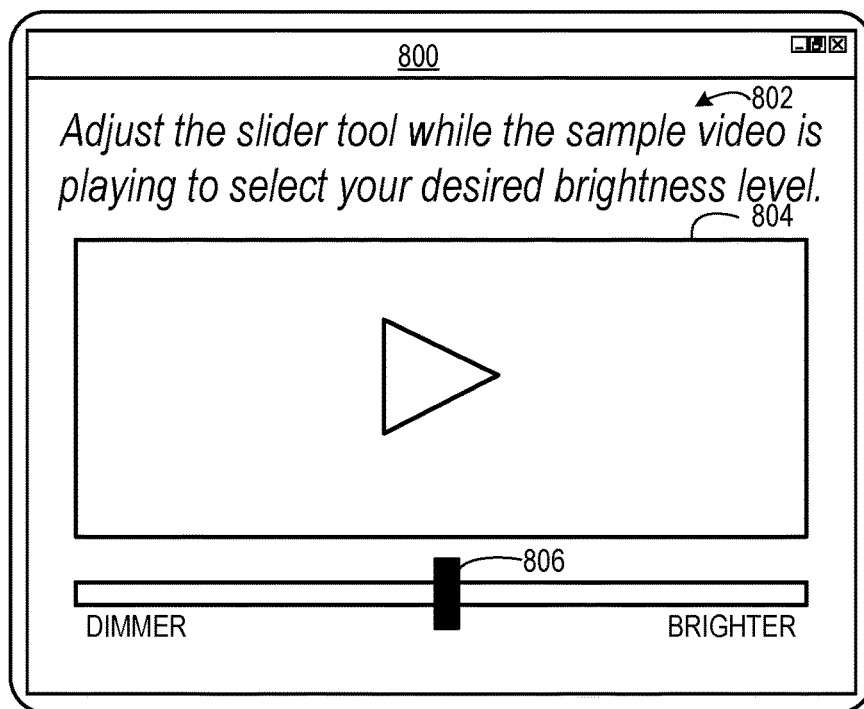 800
802
Adjust the slider tool while the sample video is
playing to select your desired brightness level.
804
806
DIMMER
BRIGHTER